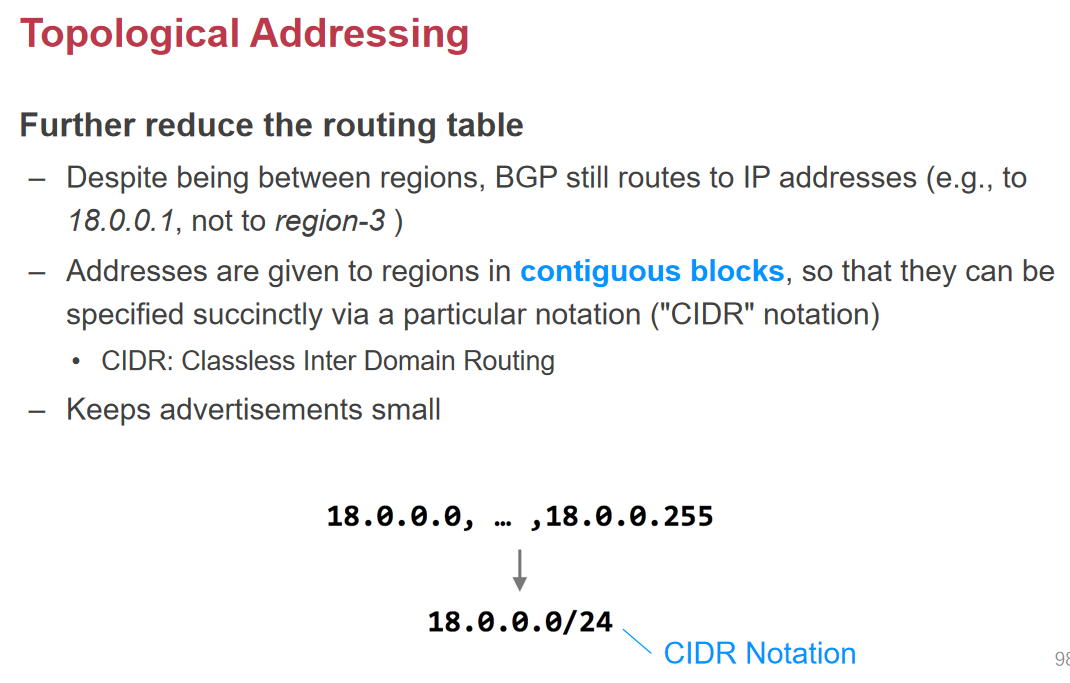 Topological Addressing
Further reduce the routing table
– Despite being between regions, BGP still routes to IP addresses (e.g., to
18.0.0.1, not to region-3 )
– Addresses are given to regions in contiguous blocks, so that they can be
specified succinctly via a particular notation ("CIDR" notation)
• CIDR: Classless Inter Domain Routing
– Keeps advertisements small
18.0.0.0, … ,18.0.0.255
18.0.0.0/24
CIDR Notation
98